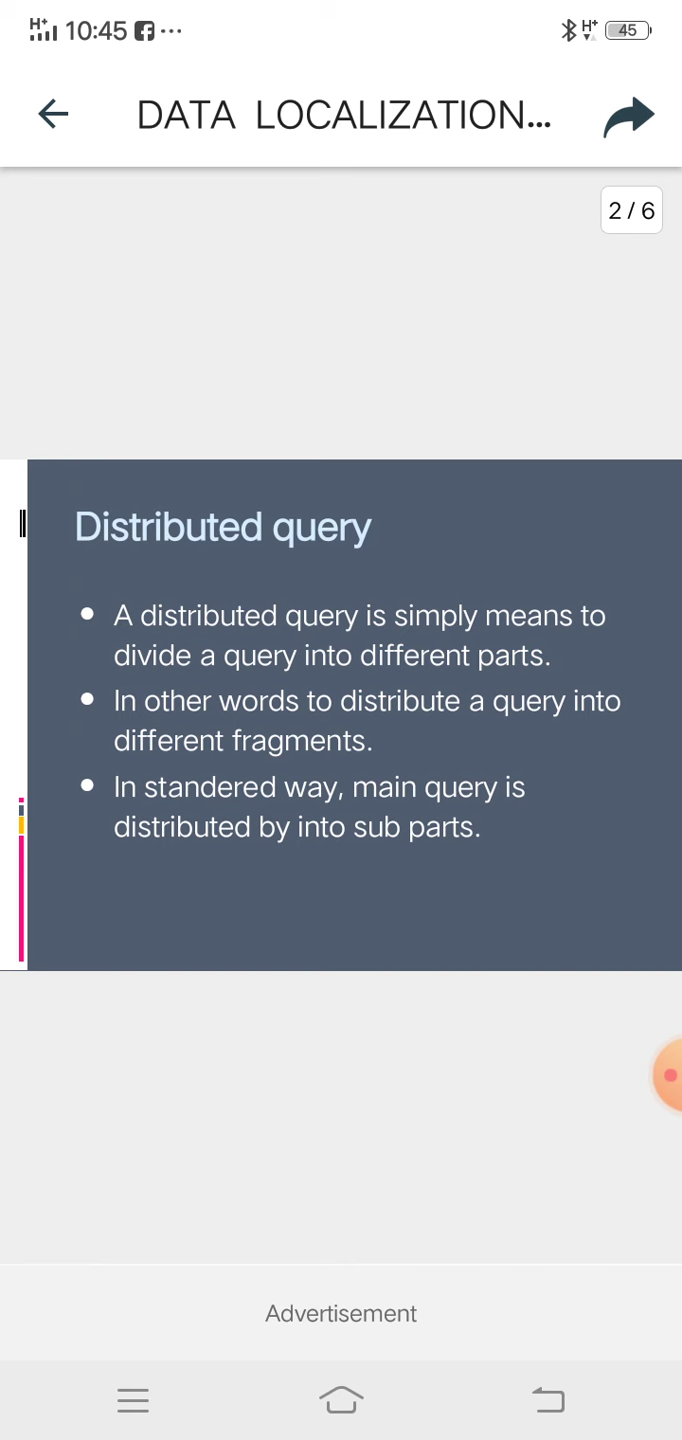 H+ 10:45 H+ 45
DATA LOCALIZATION...
2 / 6
Distributed query
• A distributed query is simply means to
divide a query into different parts.
• In other words to distribute a query into
different fragments.
• In standered way, main query is
distributed by into sub parts.
Advertisement